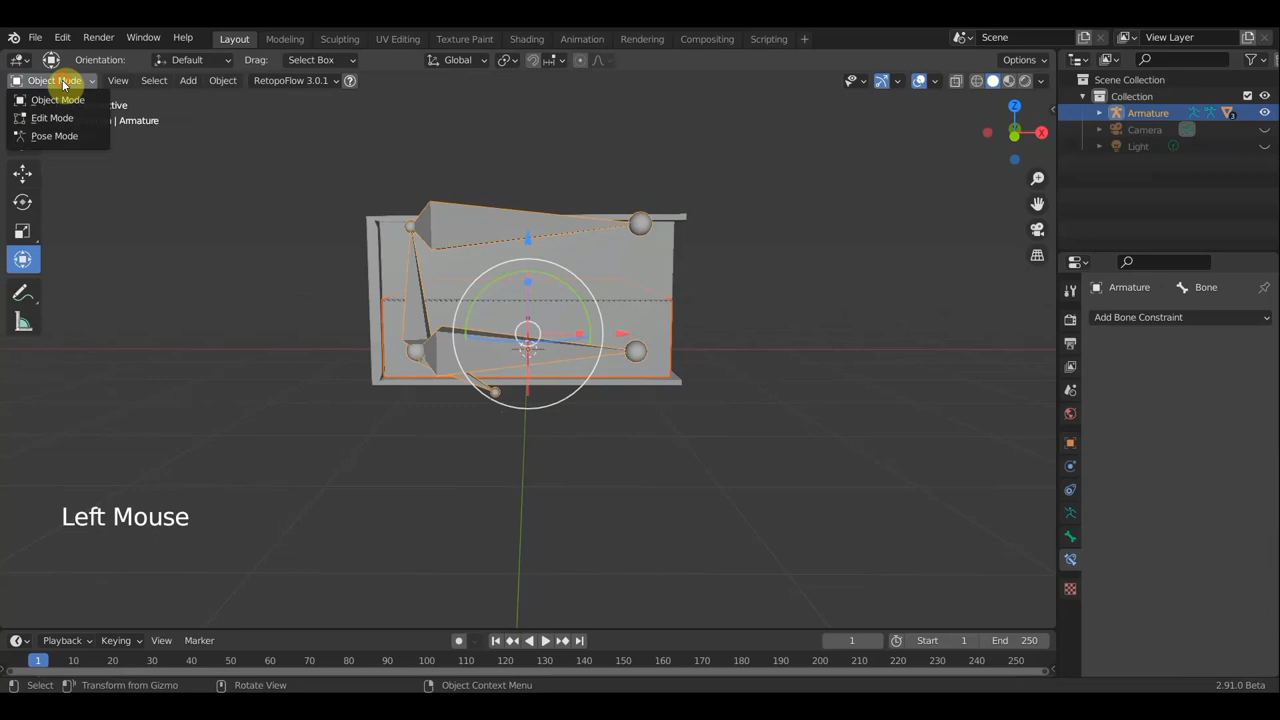 File Edit Render Window Help Layout Modeling Sculpting UV Editing Texture Paint Shading Animation Rendering Compositing Scripting + Scene View Layer
Orientation: Default Drag: Select Box Global Options
Object Mode View Select Add Object RetopoFlow 3.0.1 ?
Scene Collection
Collection
Armature
3
Camera
Light
Object Mode
Edit Mode
Pose Mode
ctive
| Armature
Z
X
Armature Bone
Add Bone Constraint
Left Mouse
Playback Keying View Marker 1 Start 1 End 250
1 10 20 30 40 50 60 70 80 90 100 110 120 130 140 150 160 170 180 190 200 210 220 230 240 250
Select Transform from Gizmo Rotate View Object Context Menu 2.91.0 Beta